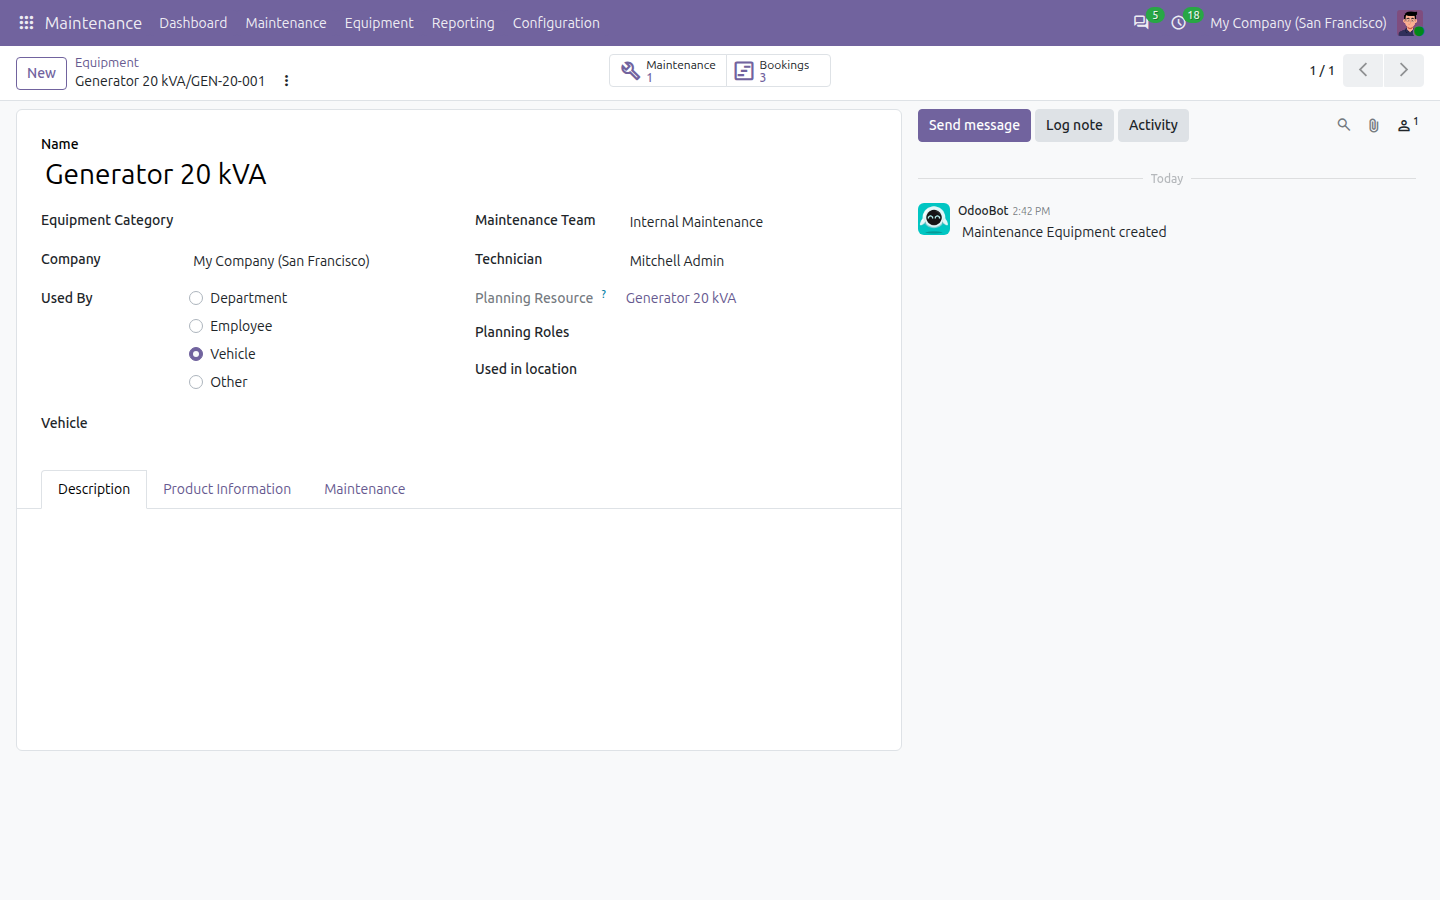 Maintenance Dashboard Maintenance Equipment Reporting Configuration 5 18 My Company (San Francisco)
New
Equipment
Generator 20 kVA/GEN-20-001
Maintenance
1
Bookings
3
1 / 1
Name
Generator 20 kVA
Equipment Category
Company My Company (San Francisco)
Used By
Department
Employee
Vehicle
Other
Vehicle
Maintenance Team Internal Maintenance
Technician Mitchell Admin
Planning Resource ? Generator 20 kVA
Planning Roles
Used in location
Description Product Information Maintenance
Send message Log note Activity 1
Today
OdooBot 2:42 PM
Maintenance Equipment created